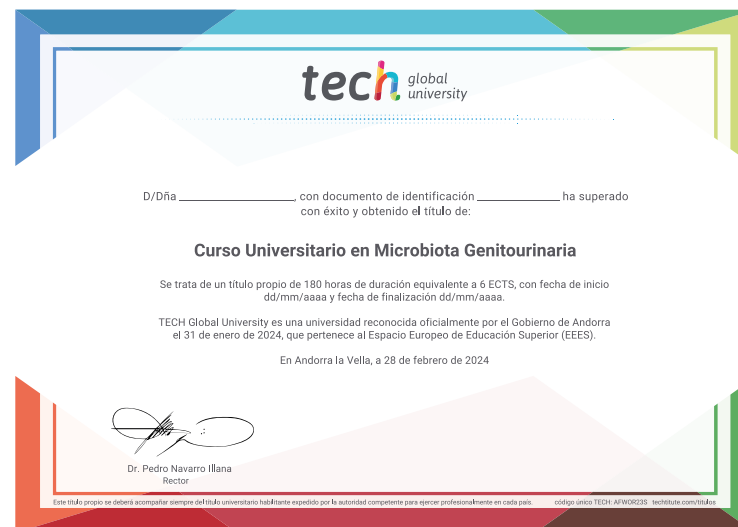 tech global university
D/Dña ____________________, con documento de identificación ______________ ha superado
con éxito y obtenido el título de:
Curso Universitario en Microbiota Genitourinaria
Se trata de un título propio de 180 horas de duración equivalente a 6 ECTS, con fecha de inicio
dd/mm/aaaa y fecha de finalización dd/mm/aaaa.
TECH Global University es una universidad reconocida oficialmente por el Gobierno de Andorra
el 31 de enero de 2024, que pertenece al Espacio Europeo de Educación Superior (EEES).
En Andorra la Vella, a 28 de febrero de 2024
Dr. Pedro Navarro Illana
Rector
Este título propio se deberá acompañar siempre del título universitario habilitante expedido por la autoridad competente para ejercer profesionalmente en cada país. código único TECH: AFWOR23S techtitute.com/titulos